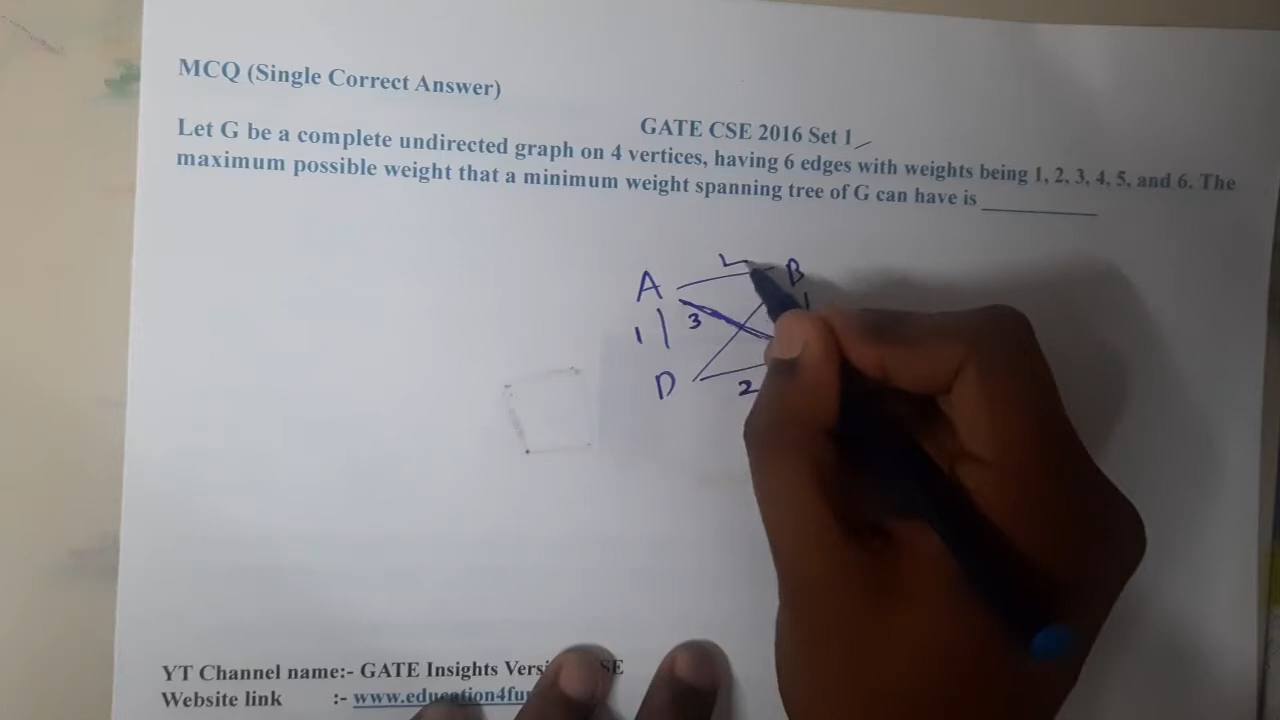 MCQ (Single Correct Answer)
GATE CSE 2016 Set 1
Let G be a complete undirected graph on 4 vertices, having 6 edges with weights being 1, 2, 3, 4, 5, and 6. The
maximum possible weight that a minimum weight spanning tree of G can have is ____________
A B
1 3
D 2
YT Channel name:- GATE Insights SE
Website link :-